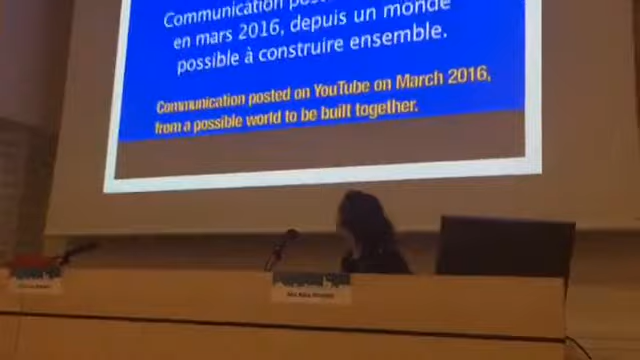 Communication
en mars 2016, depuis un monde
possible à construire ensemble.
Communication posted on YouTube on March 2016,
from a possible world to be built together.